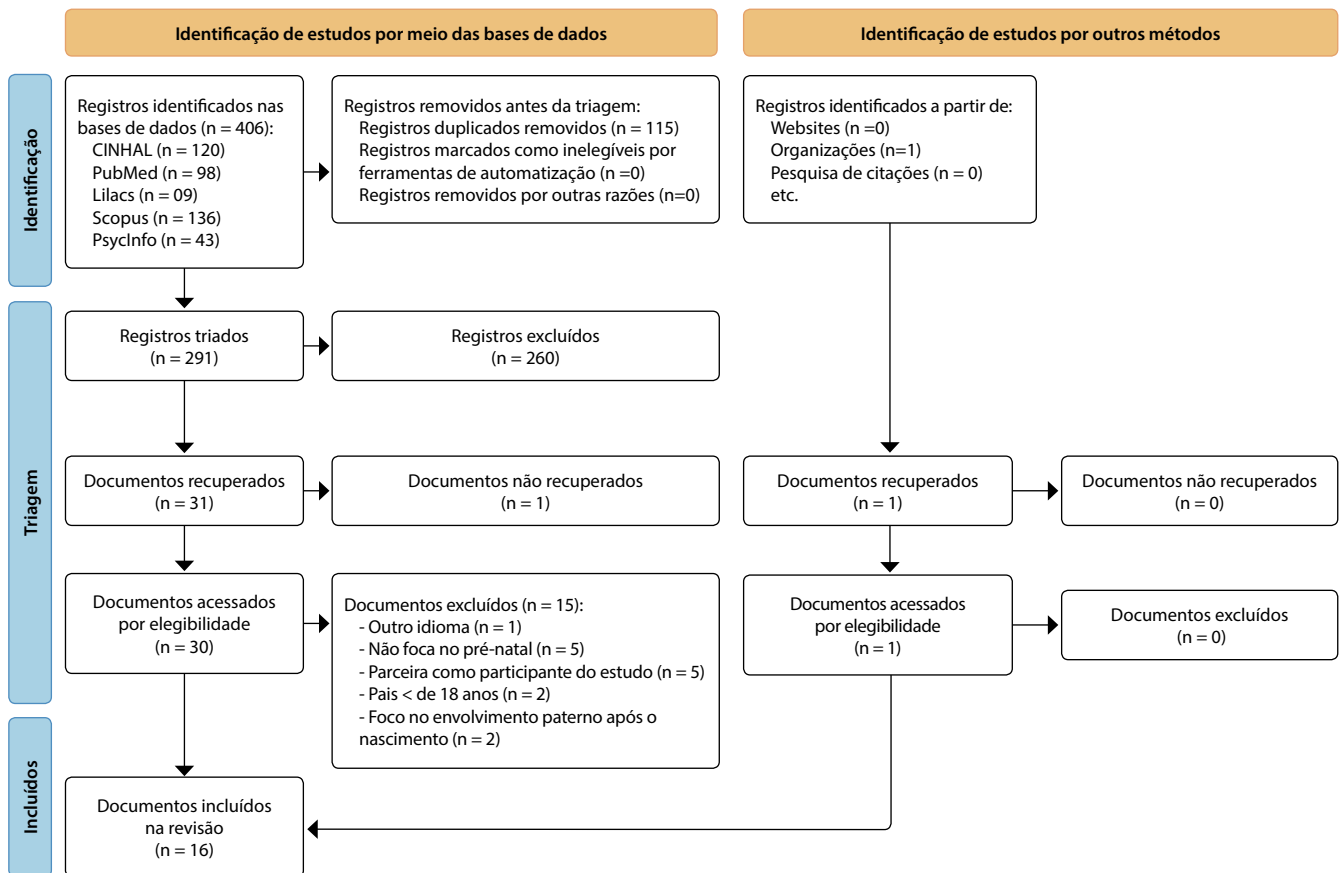 Identificação de estudos por meio das bases de dados
Identificação de estudos por outros métodos
Identificação
Registros identificados nas
bases de dados (n = 406):
CINHAL (n = 120)
PubMed (n = 98)
Lilacs (n = 09)
Scopus (n = 136)
PsycInfo (n = 43)
Registros removidos antes da triagem:
Registros duplicados removidos (n = 115)
Registros marcados como inelegíveis por
ferramentas de automatização (n =0)
Registros removidos por outras razões (n=0)
Registros identificados a partir de:
Websites (n =0)
Organizações (n=1)
Pesquisa de citações (n = 0)
etc.
Triagem
Registros triados
(n = 291)
Registros excluídos
(n = 260)
Documentos recuperados
(n = 31)
Documentos não recuperados
(n = 1)
Documentos recuperados
(n = 1)
Documentos não recuperados
(n = 0)
Documentos acessados
por elegibilidade
(n = 30)
Documentos excluídos (n = 15):
- Outro idioma (n = 1)
- Não foca no pré-natal (n = 5)
- Parceira como participante do estudo (n = 5)
- Pais < de 18 anos (n = 2)
- Foco no envolvimento paterno após o
nascimento (n = 2)
Documentos acessados
por elegibilidade
(n = 1)
Documentos excluídos
(n = 0)
Incluídos
Documentos incluídos
na revisão
(n = 16)